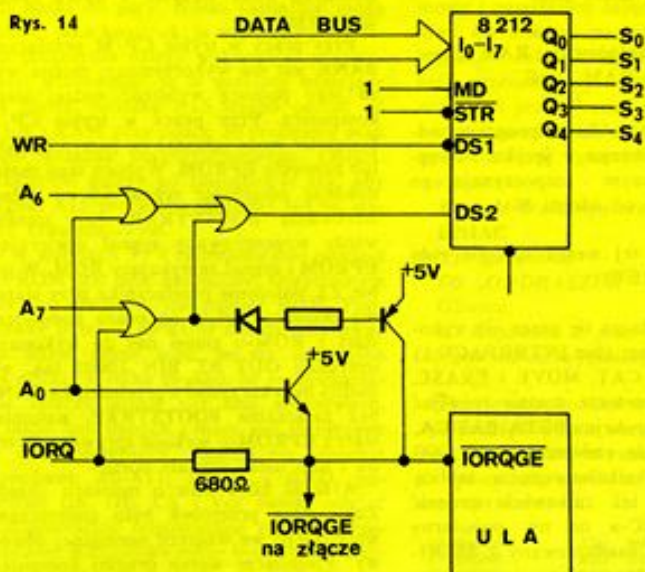 Rys. 14
DATA BUS
8212
I₀–I₇
Q₀ S₀
Q₁ S₁
Q₂ S₂
Q₃ S₃
Q₄ S₄
1 MD
1 STR
WR DS1
A₆
DS2
A₇
+5V
+5V
A₀
IORQ
680Ω
IORQGE
IORQGE
na złącze
ULA